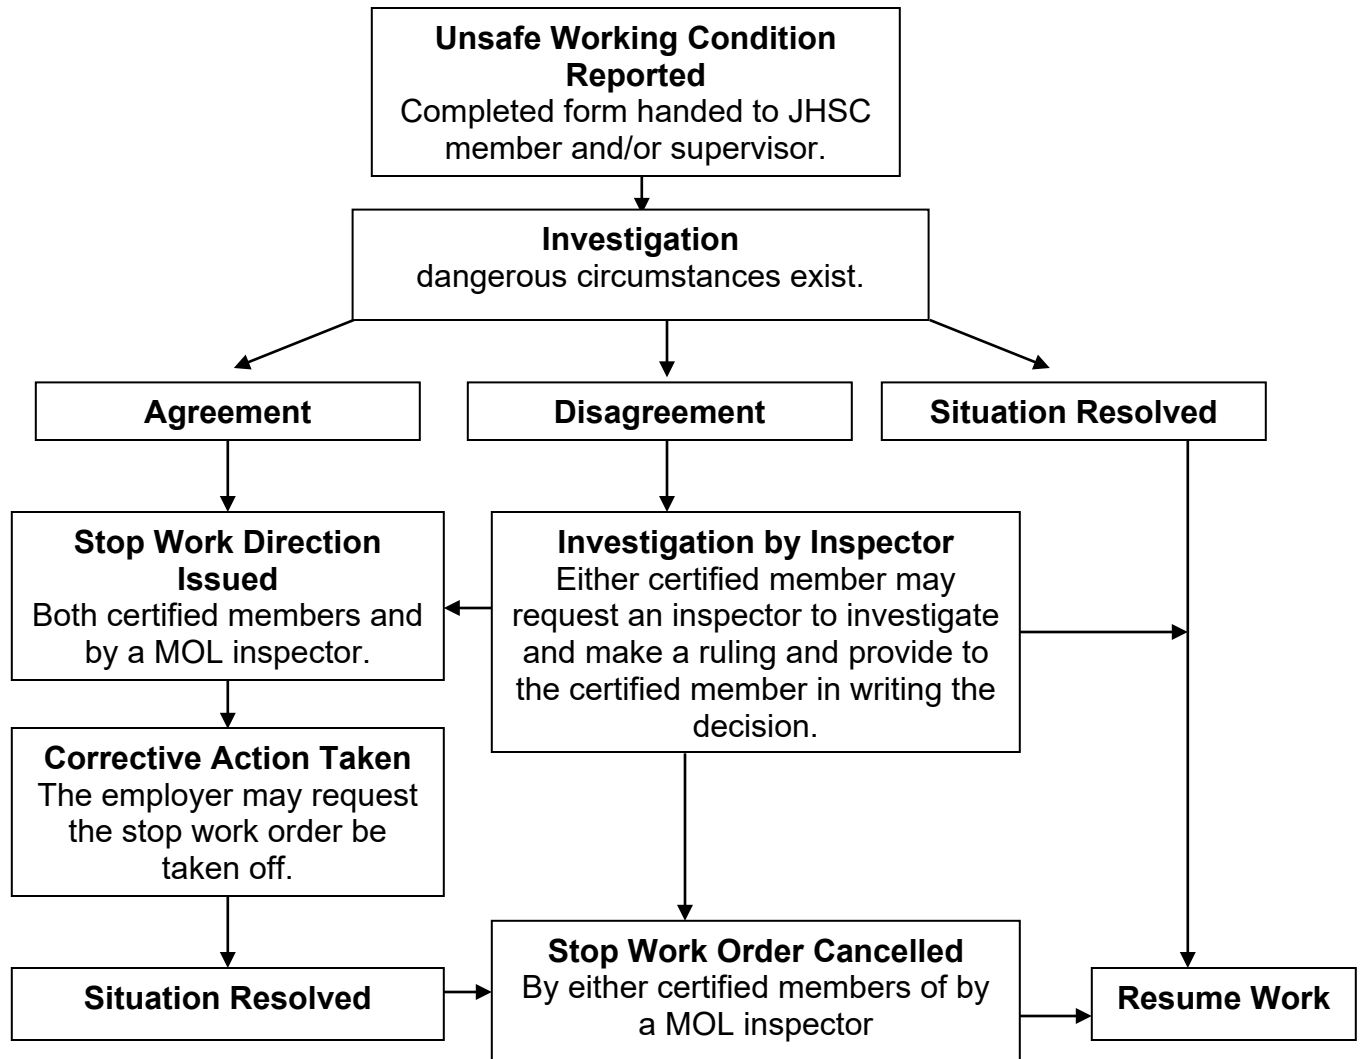 Unsafe Working Condition
Reported
Completed form handed to JHSC
member and/or supervisor.
Investigation
dangerous circumstances exist.
Agreement
Disagreement
Situation Resolved
Stop Work Direction
Issued
Both certified members and
by a MOL inspector.
Investigation by Inspector
Either certified member may
request an inspector to investigate
and make a ruling and provide to
the certified member in writing the
decision.
Corrective Action Taken
The employer may request
the stop work order be
taken off.
Situation Resolved
Stop Work Order Cancelled
By either certified members of by
a MOL inspector
Resume Work